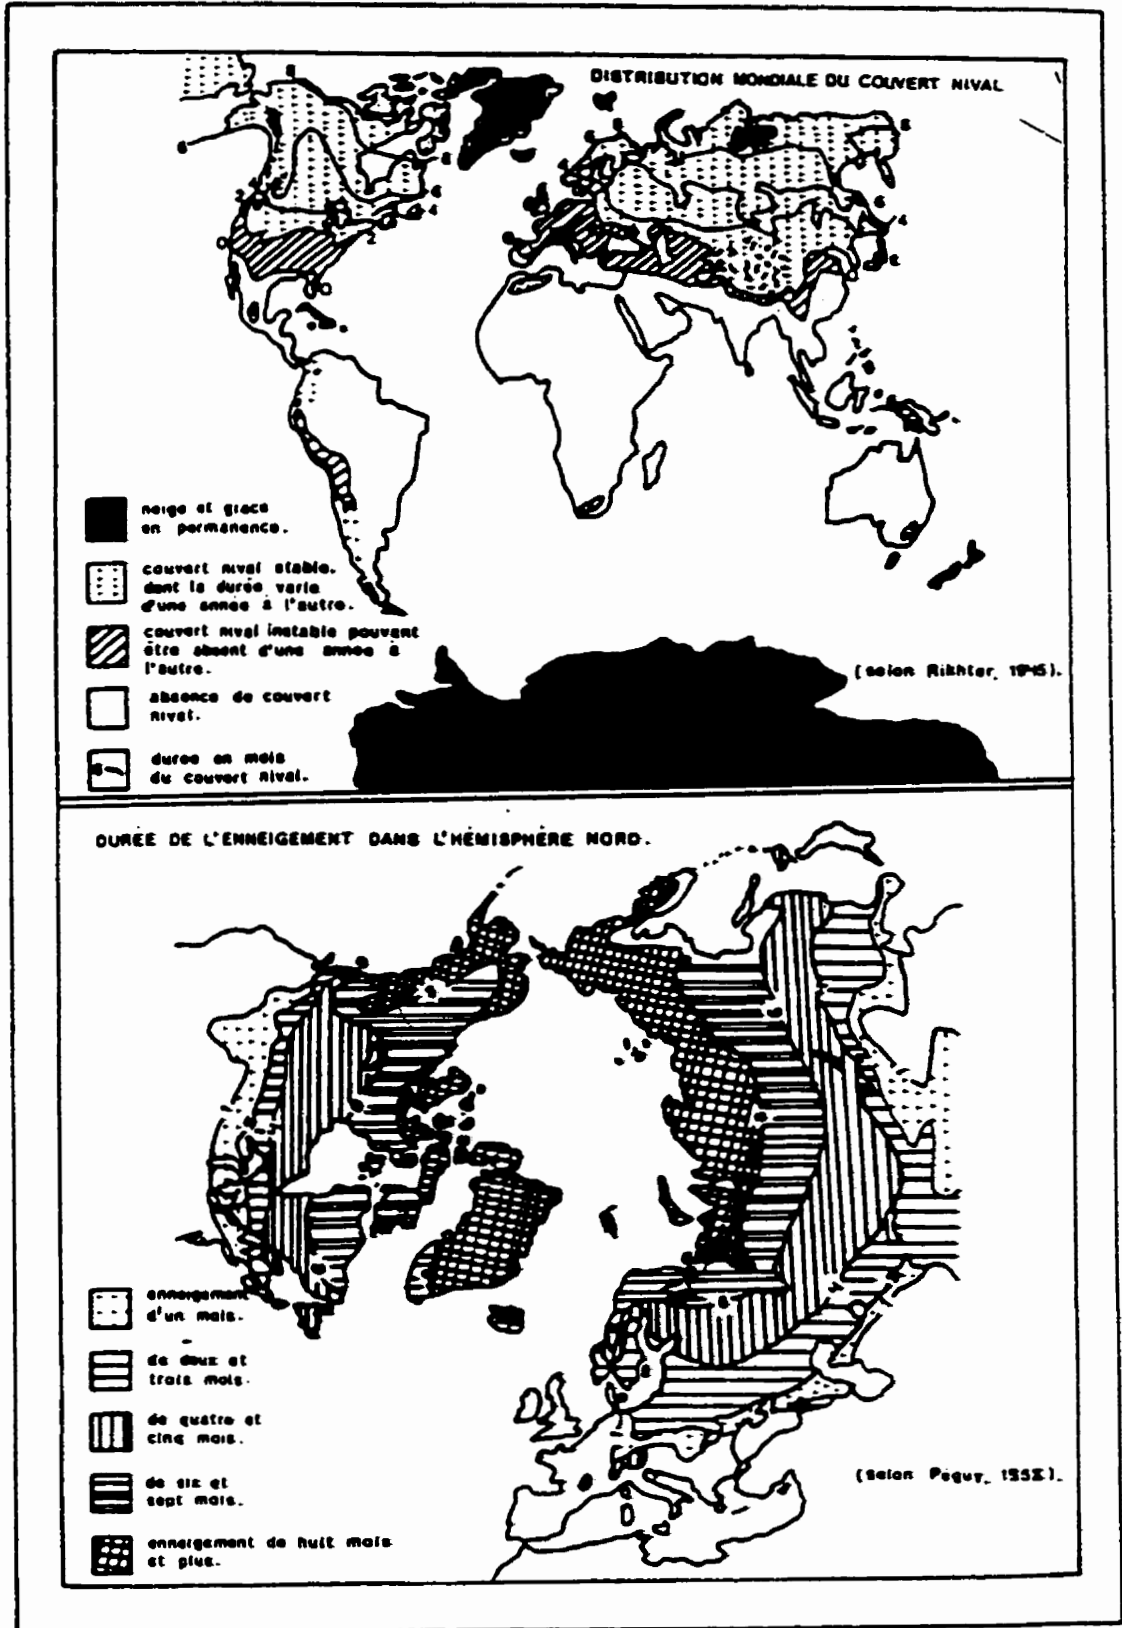 DISTRIBUTION MONDIALE DU COUVERT NIVAL
neige et glace
en permanence.
couvert nival stable,
dont la durée varie
d'une année à l'autre.
couvert nival instable pouvant
être absent d'une année à
l'autre.
absence de couvert
nival.
durée en mois
du couvert nival.
(selon Rikhter, 1945).
DURÉE DE L'ENNEIGEMENT DANS L'HÉMISPHÈRE NORD.
enneigement
d'un mois.
de deux et
trois mois.
de quatre et
cinq mois.
de six et
sept mois.
enneigement de huit mois
et plus.
(selon Péguy,